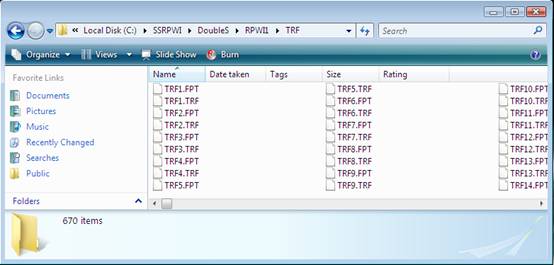 Local Disk (C:) SSRPWI DoubleS RPWI1 TRF
Organize Views Slide Show Burn
Favorite Links
Documents
Pictures
Music
Recently Changed
Searches
Public
Folders
Name Date taken Tags Size Rating
TRF1.FPT TRF5.TRF TRF10.FPT
TRF1.TRF TRF6.FPT TRF10.TRF
TRF2.FPT TRF6.TRF TRF11.FPT
TRF2.TRF TRF7.FPT TRF11.TRF
TRF3.FPT TRF7.TRF TRF12.FPT
TRF3.TRF TRF8.FPT TRF12.TRF
TRF4.FPT TRF8.TRF TRF13.FPT
TRF4.TRF TRF9.FPT TRF13.TRF
TRF5.FPT TRF9.TRF TRF14.FPT
670 items